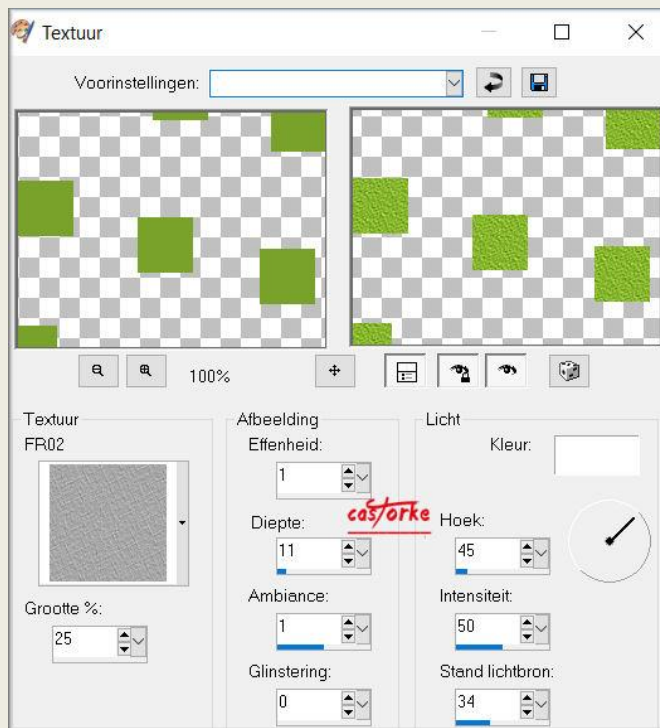 Textuur
Voorinstellingen:
100%
Textuur
FR02
Grootte %:
25
Afbeelding
Effenheid:
1
Diepte:
11
Ambiance:
1
Glinstering:
0
castorke
Licht
Kleur:
Hoek:
45
Intensiteit:
50
Stand lichtbron:
34